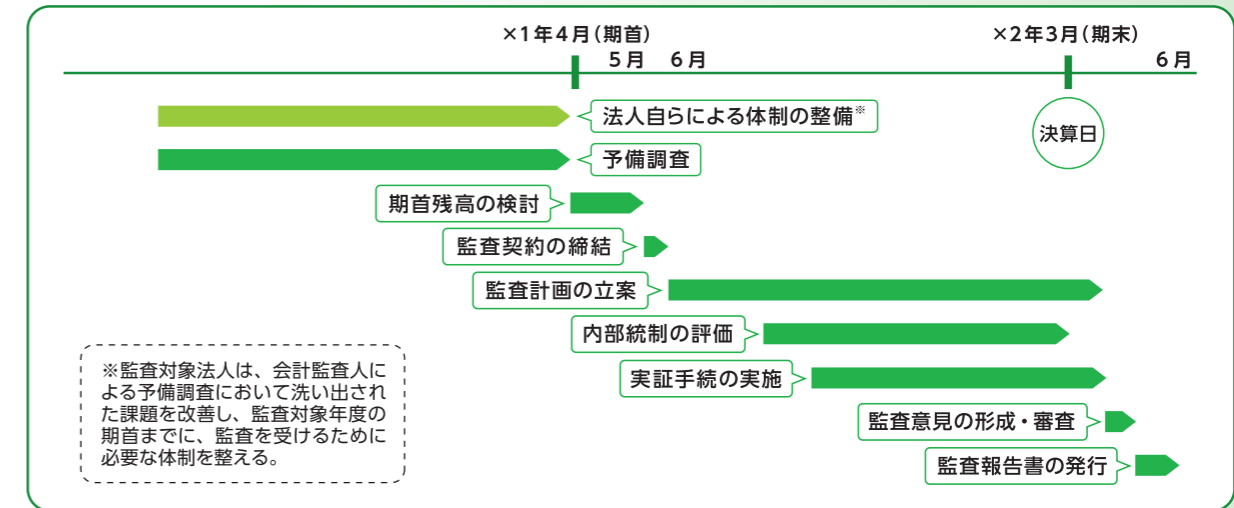 ×1年4月(期首)
×2年3月(期末)
5月 6月
6月
法人自らによる体制の整備※
決算日
予備調査
期首残高の検討
監査契約の締結
監査計画の立案
内部統制の評価
実証手続の実施
監査意見の形成・審査
監査報告書の発行
※監査対象法人は、会計監査人に
よる予備調査において洗い出され
た課題を改善し、監査対象年度の
期首までに、監査を受けるために
必要な体制を整える。